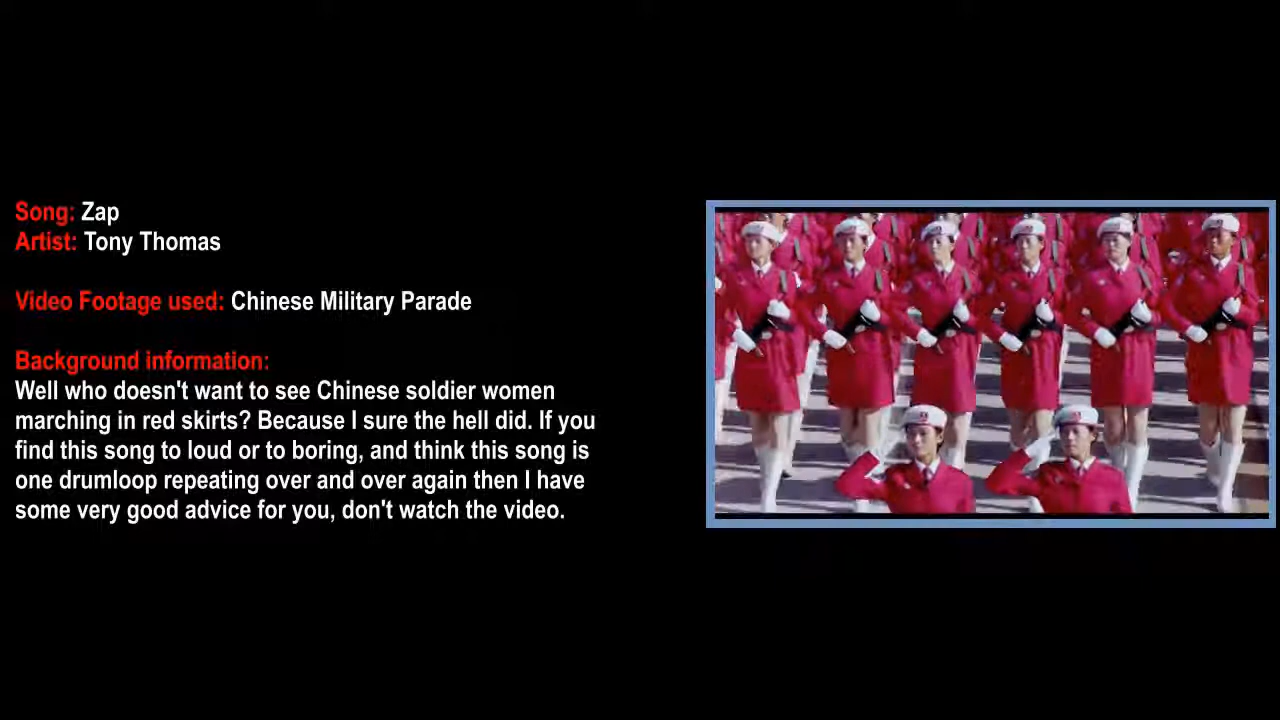 Song: Zap
Artist: Tony Thomas
Video Footage used: Chinese Military Parade
Background information:
Well who doesn't want to see Chinese soldier women
marching in red skirts? Because I sure the hell did. If you
find this song to loud or to boring, and think this song is
one drumloop repeating over and over again then I have
some very good advice for you, don't watch the video.